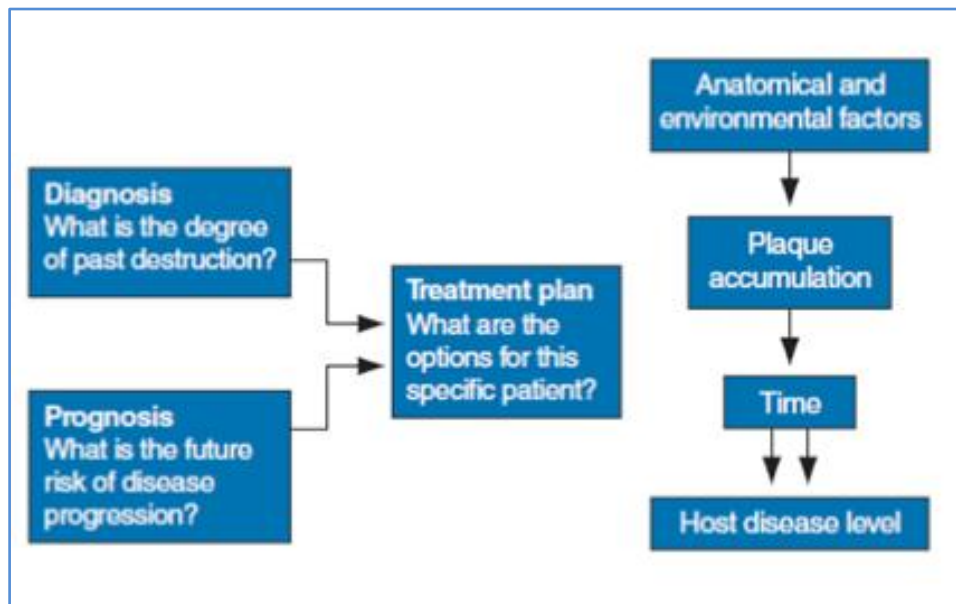 Diagnosis
What is the degree
of past destruction?
Prognosis
What is the future
risk of disease
progression?
Treatment plan
What are the
options for this
specific patient?
Anatomical and
environmental factors
Plaque
accumulation
Time
Host disease level